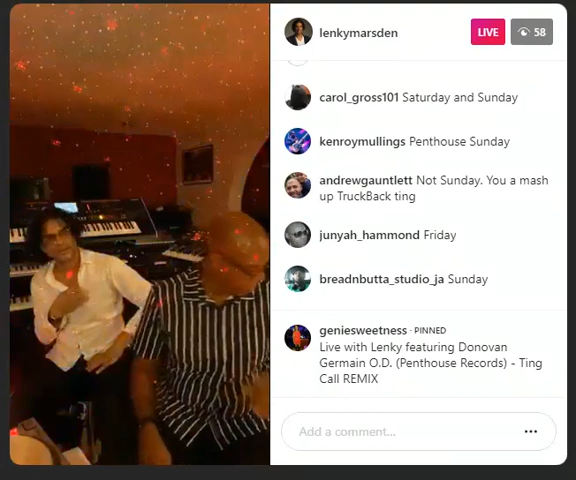 lenkymarsden
LIVE
58
carol_gross101 Saturday and Sunday
kenroymullings Penthouse Sunday
andrewgauntlett Not Sunday. You a mash
up TruckBack ting
junyah_hammond Friday
breadnbutta_studio_ja Sunday
geniesweetness · PINNED
Live with Lenky featuring Donovan
Germain O.D. (Penthouse Records) - Ting
Call REMIX
Add a comment...